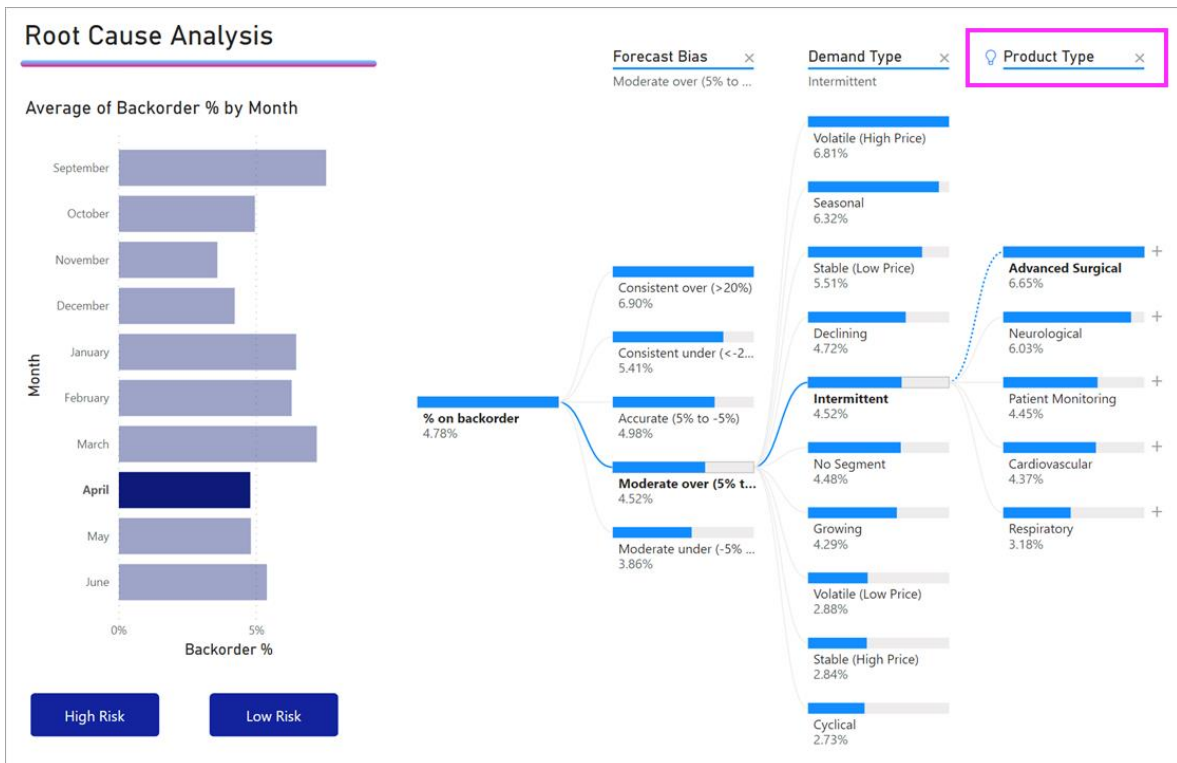 Root Cause Analysis
Average of Backorder % by Month
Month
September
October
November
December
January
February
March
April
May
June
0%
5%
Backorder %
High Risk
Low Risk
% on backorder
4.78%
Forecast Bias ×
Moderate over (5% to ...
Consistent over (>20%)
6.90%
Consistent under (<-2...
5.41%
Accurate (5% to -5%)
4.98%
Moderate over (5% t...
4.52%
Moderate under (-5% ...
3.86%
Demand Type ×
Intermittent
Volatile (High Price)
6.81%
Seasonal
6.32%
Stable (Low Price)
5.51%
Declining
4.72%
Intermittent
4.52%
No Segment
4.48%
Growing
4.29%
Volatile (Low Price)
2.88%
Stable (High Price)
2.84%
Cyclical
2.73%
Product Type ×
Advanced Surgical
6.65%
Neurological
6.03%
Patient Monitoring
4.45%
Cardiovascular
4.37%
Respiratory
3.18%